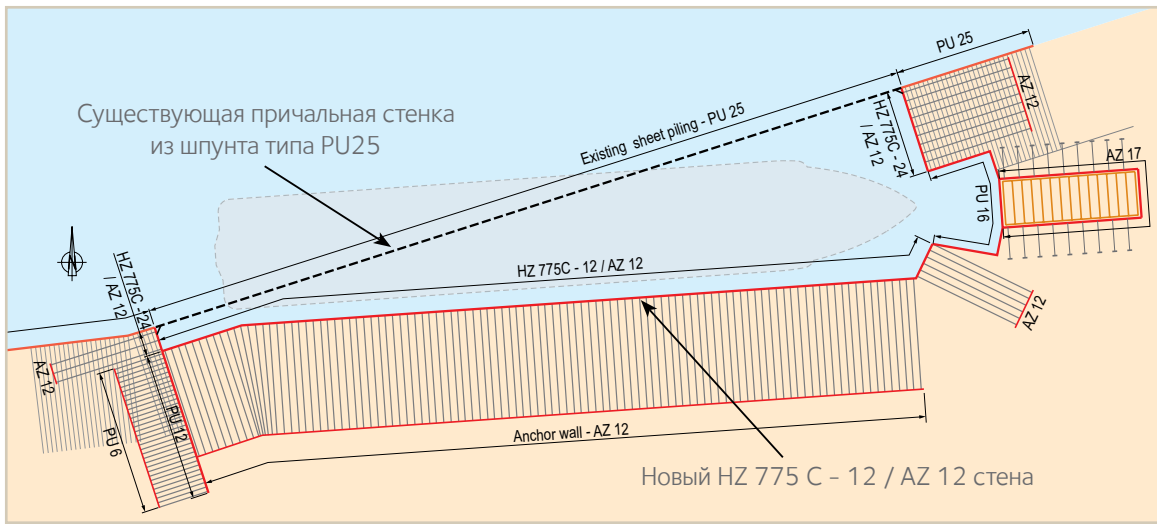 PU 25
Существующая причальная стенка
из шпунта типа PU25
Existing sheet piling - PU 25
HZ 775C - 24
/ AZ 12
AZ 12
AZ 17
PU 16
HZ 775C - 12 / AZ 12
HZ 775C - 24
/ AZ 12
AZ 12
AZ 12
PU 12
PU 6
Anchor wall - AZ 12
Новый HZ 775 C - 12 / AZ 12 стена